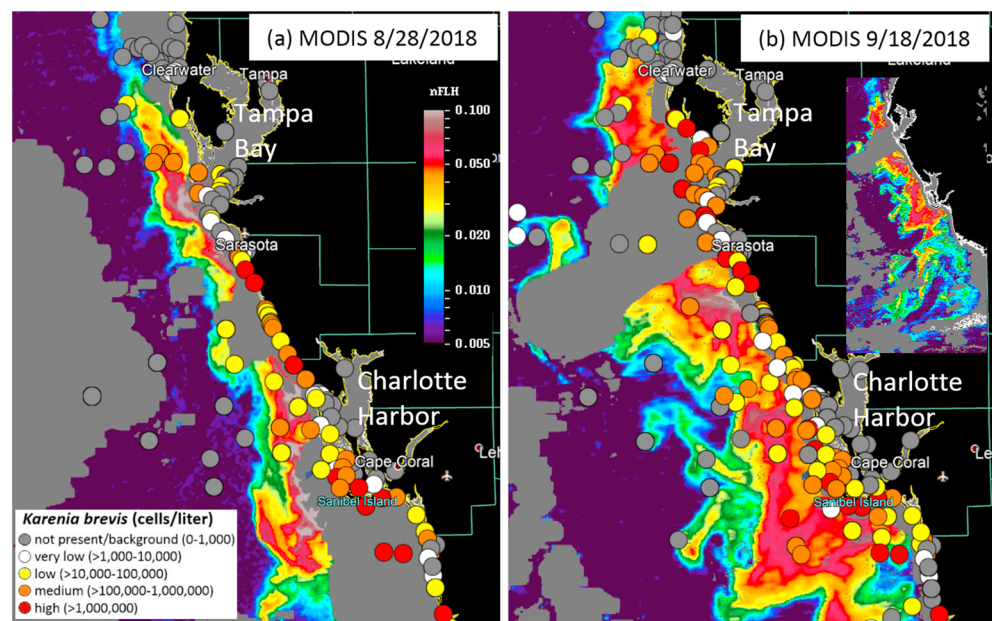 (a) MODIS 8/28/2018
Clearwater
Tampa
Tampa
Bay
nFLH
0.100
0.050
0.020
0.010
0.005
Sarasota
Charlotte
Harbor
Cape Coral
Sanibel Island
Leh
Karenia brevis (cells/liter)
not present/background (0-1,000)
very low (>1,000-10,000)
low (>10,000-100,000)
medium (>100,000-1,000,000)
high (>1,000,000)
(b) MODIS 9/18/2018
Lakeland
Clearwater
Tampa
Tampa
Bay
Sarasota
Charlotte
Harbor
Cape Coral
Sanibel Island
Leh